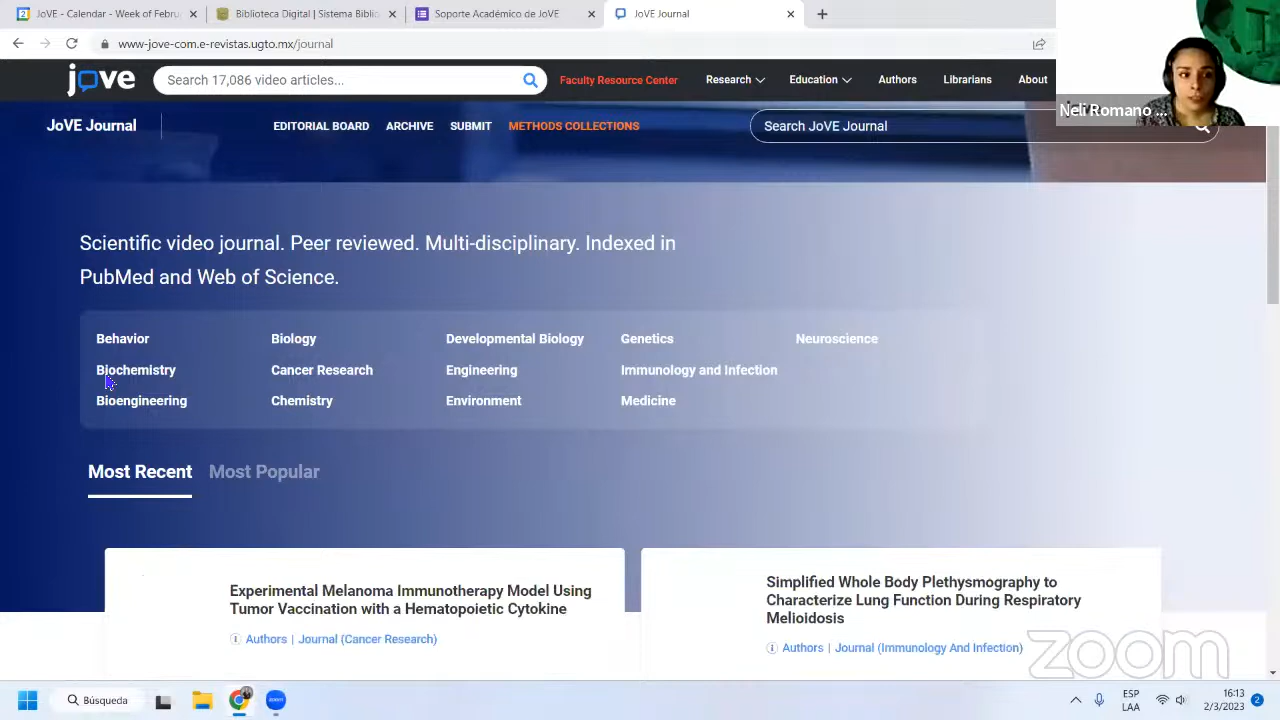 JoVE - Calendar - Week of Febru
Biblioteca Digital | Sistema Biblic
Soporte Académico de JoVE
JoVE Journal
www-jove-com.e-revistas.ugto.mx/journal
jove
Search 17,086 video articles...
Faculty Resource Center
Research
Education
Authors
Librarians
About
Neli Romano ...
JoVE Journal
EDITORIAL BOARD
ARCHIVE
SUBMIT
METHODS COLLECTIONS
Search JoVE Journal
Scientific video journal. Peer reviewed. Multi-disciplinary. Indexed in
PubMed and Web of Science.
Behavior
Biology
Developmental Biology
Genetics
Neuroscience
Biochemistry
Cancer Research
Engineering
Immunology and Infection
Bioengineering
Chemistry
Environment
Medicine
Most Recent
Most Popular
Experimental Melanoma Immunotherapy Model Using
Tumor Vaccination with a Hematopoietic Cytokine
Authors | Journal (Cancer Research)
Simplified Whole Body Plethysmography to
Characterize Lung Function During Respiratory
Melioidosis
Authors | Journal (Immunology And Infection)
zoom
Búsqueda
zoom
ESP
LAA
16:13
2/3/2023
2